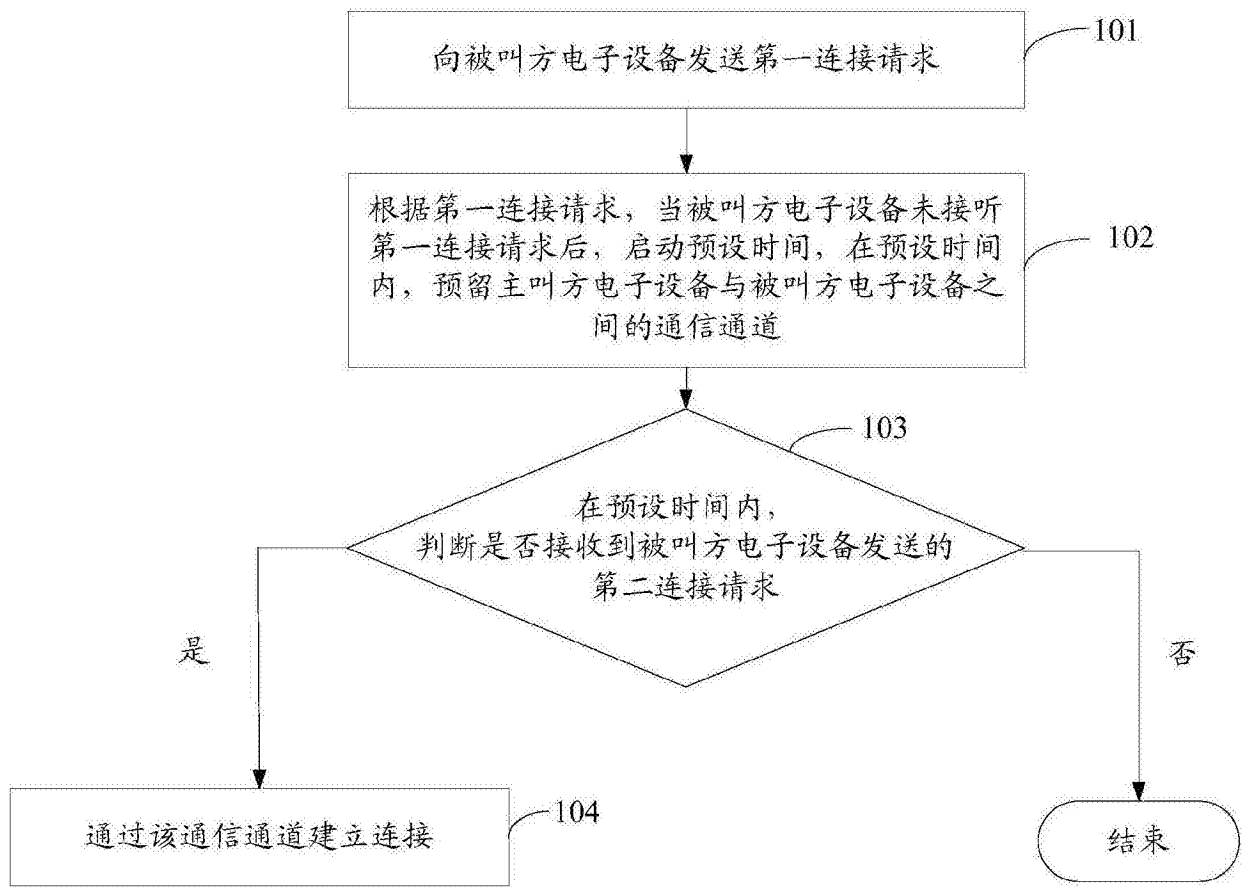 向被叫方电子设备发送第一连接请求
101
根据第一连接请求，当被叫方电子设备未接听
第一连接请求后，启动预设时间，在预设时间
内，预留主叫方电子设备与被叫方电子设备之
间的通信通道
102
103
在预设时间内，
判断是否接收到被叫方电子设备发送的
第二连接请求
是
否
通过该通信通道建立连接
104
结束